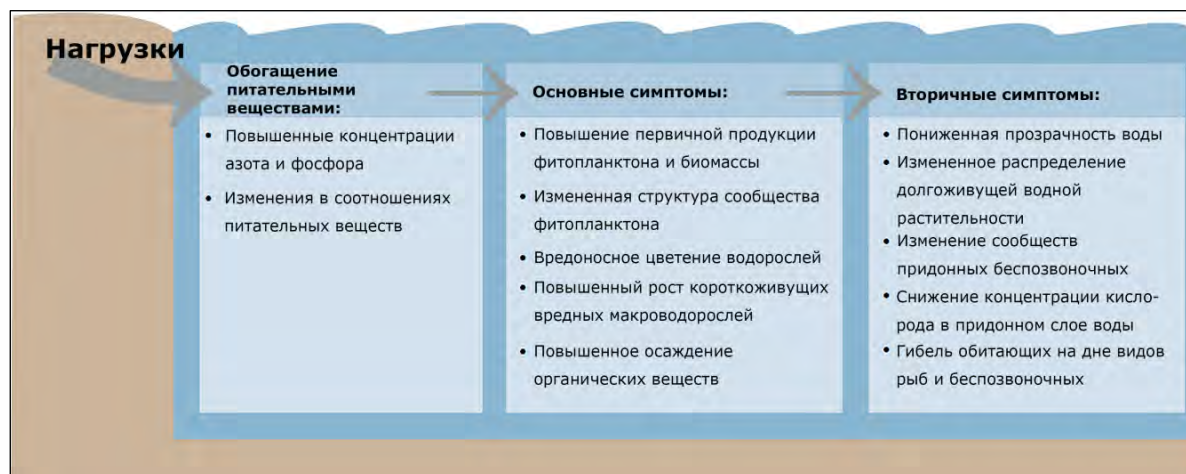 Нагрузки
Обогащение
питательными
веществами:
• Повышенные концентрации
азота и фосфора
• Изменения в соотношениях
питательных веществ
Основные симптомы:
• Повышение первичной продукции
фитопланктона и биомассы
• Измененная структура сообщества
фитопланктона
• Вредоносное цветение водорослей
• Повышенный рост короткоживущих
вредных макроводорослей
• Повышенное осаждение
органических веществ
Вторичные симптомы:
• Пониженная прозрачность воды
• Измененное распределение
долгоживущей водной
растительности
• Изменение сообществ
придонных беспозвоночных
• Снижение концентрации кисло-
рода в придонном слое воды
• Гибель обитающих на дне видов
рыб и беспозвоночных